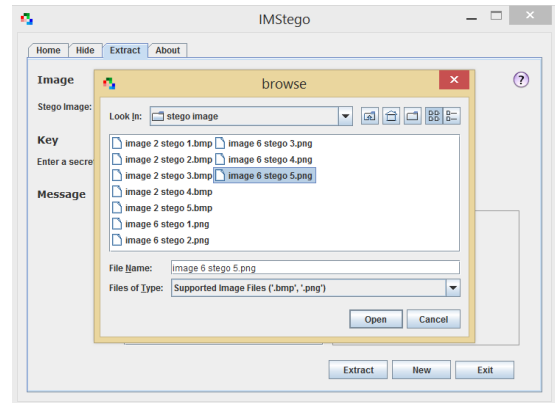 IMStego
Home Hide Extract About
Image
?
Stego Image:
Key
Enter a secre
Message
browse
Look In: stego image
image 2 stego 1.bmp image 6 stego 3.png
image 2 stego 2.bmp image 6 stego 4.png
image 2 stego 3.bmp image 6 stego 5.png
image 2 stego 4.bmp
image 2 stego 5.bmp
image 6 stego 1.png
image 6 stego 2.png
File Name: image 6 stego 5.png
Files of Type: Supported Image Files ('.bmp', '.png')
Open Cancel
Extract New Exit